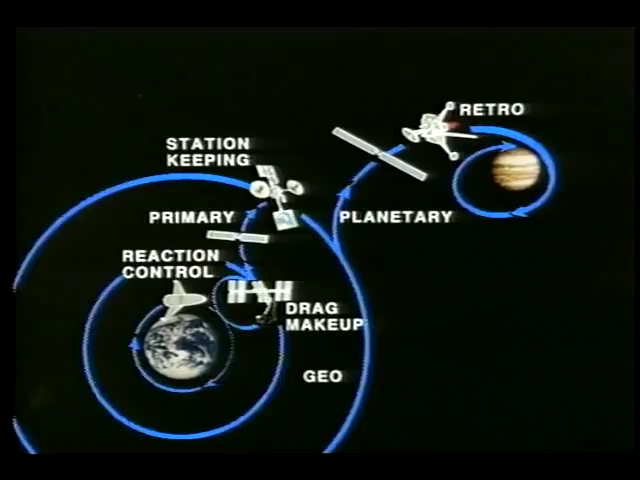 RETRO
STATION
KEEPING
PRIMARY
PLANETARY
REACTION
CONTROL
DRAG
MAKEUP
GEO